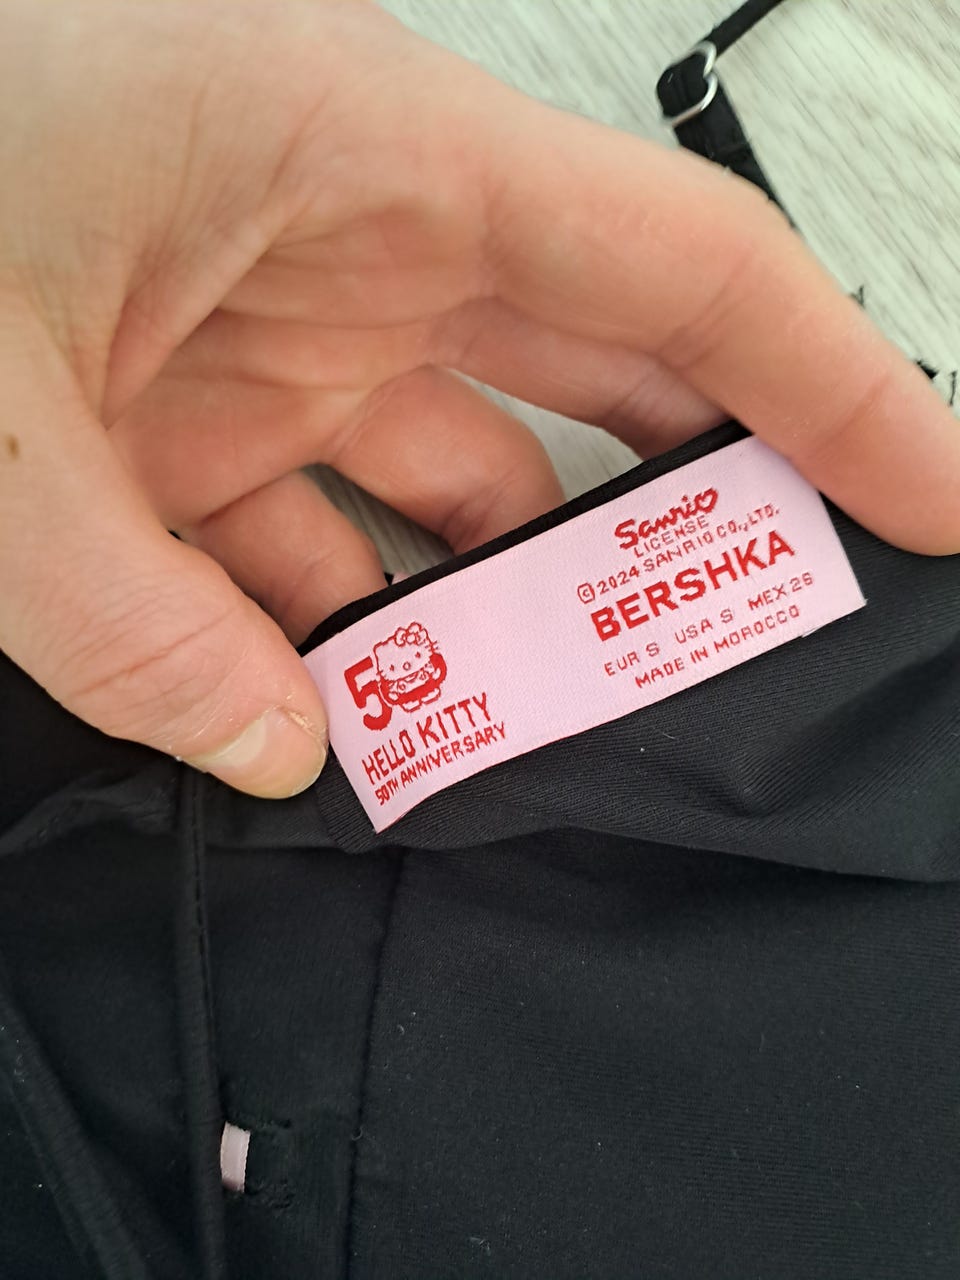 50
HELLO KITTY
50TH ANNIVERSARY
Sanrio
LICENSE
©2024 SANRIO CO., LTD.
BERSHKA
EUR S USA S MEX 26
MADE IN MOROCCO